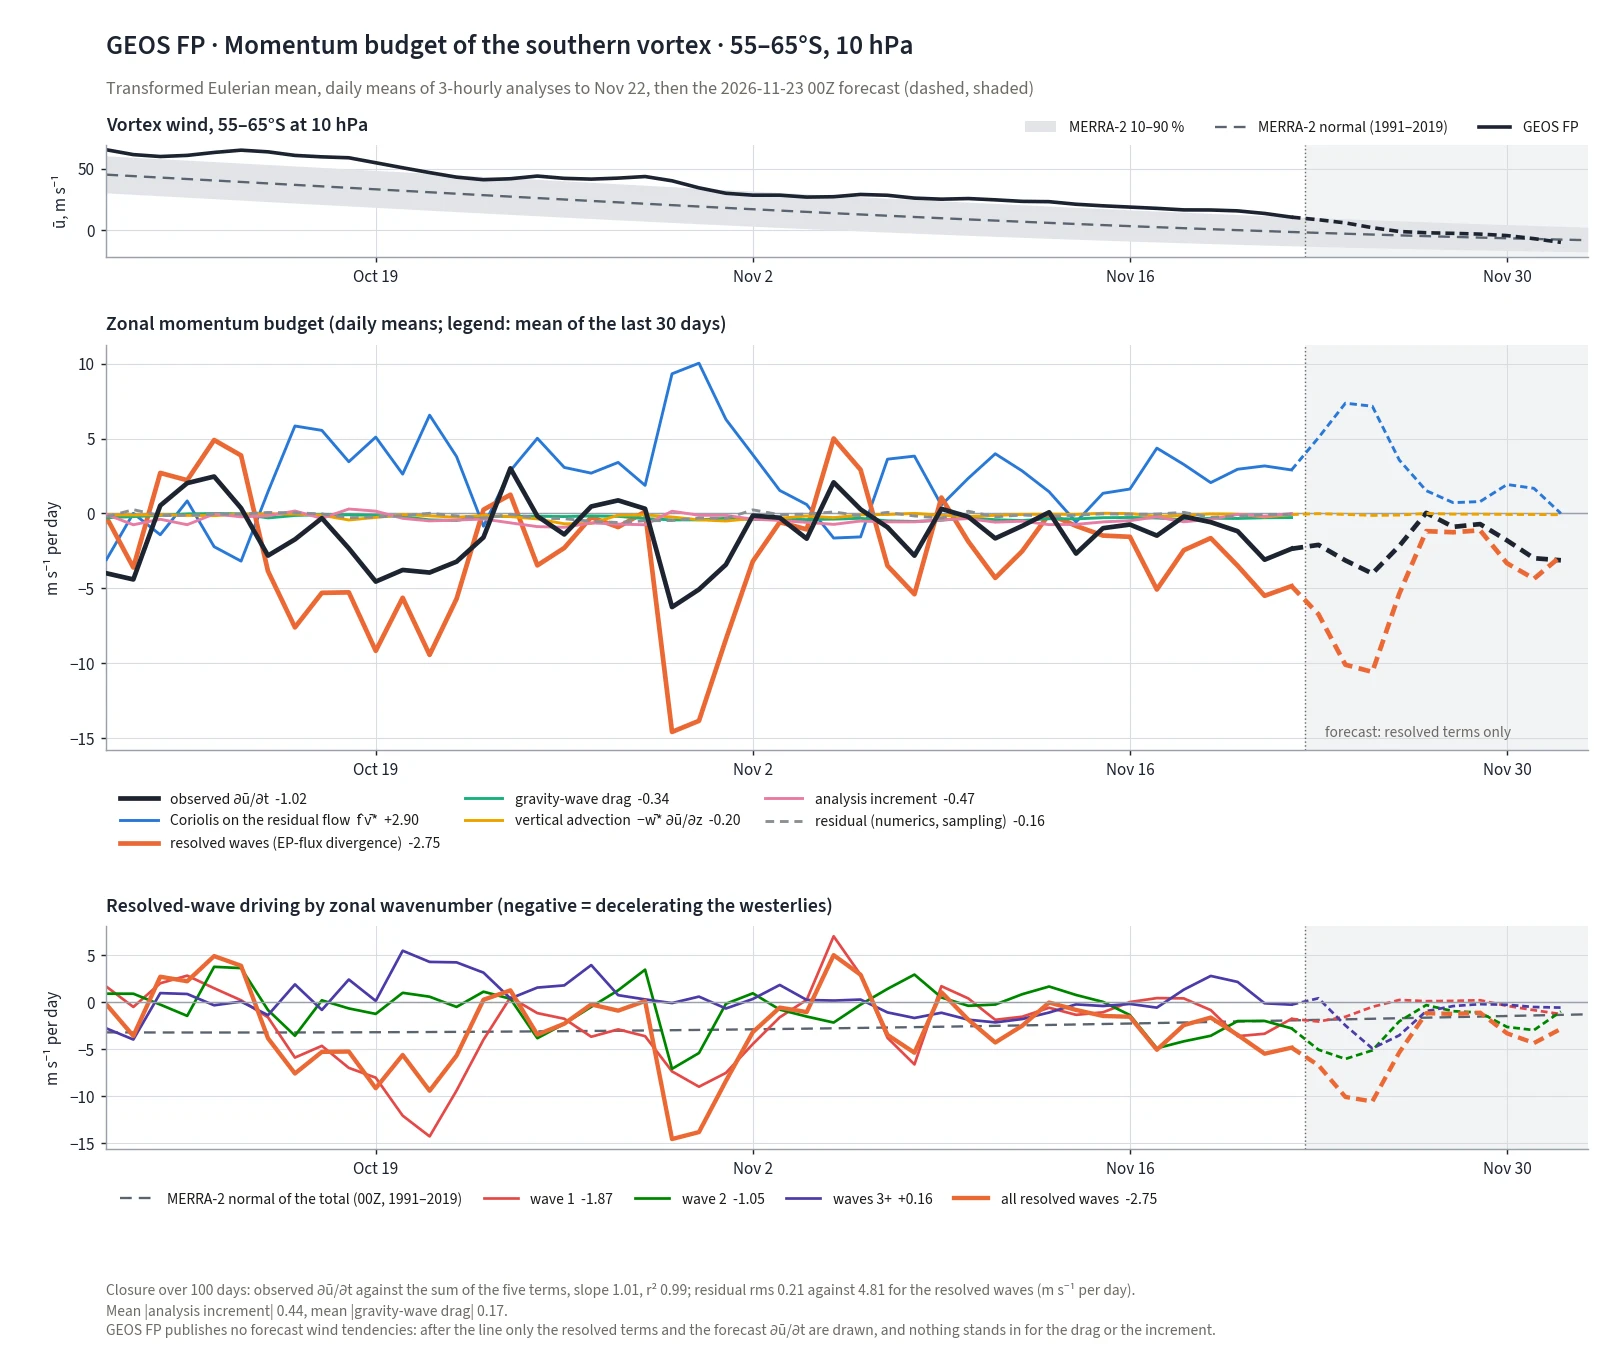 GEOS FP · Momentum budget of the southern vortex · 55–65°S, 10 hPa
Transformed Eulerian mean, daily means of 3-hourly analyses to Nov 22, then the 2026-11-23 00Z forecast (dashed, shaded)
Vortex wind, 55–65°S at 10 hPa
MERRA-2 10–90 %
MERRA-2 normal (1991–2019)
GEOS FP
ū, m s⁻¹
50
0
Oct 19
Nov 2
Nov 16
Nov 30
Zonal momentum budget (daily means; legend: mean of the last 30 days)
m s⁻¹ per day
10
5
0
−5
−10
−15
forecast: resolved terms only
Oct 19
Nov 2
Nov 16
Nov 30
observed ∂ū/∂t -1.02
Coriolis on the residual flow f v̄* +2.90
resolved waves (EP-flux divergence) -2.75
gravity-wave drag -0.34
vertical advection −w̄* ∂ū/∂z -0.20
analysis increment -0.47
residual (numerics, sampling) -0.16
Resolved-wave driving by zonal wavenumber (negative = decelerating the westerlies)
m s⁻¹ per day
5
0
−5
−10
−15
Oct 19
Nov 2
Nov 16
Nov 30
MERRA-2 normal of the total (00Z, 1991–2019)
wave 1 -1.87
wave 2 -1.05
waves 3+ +0.16
all resolved waves -2.75
Closure over 100 days: observed ∂ū/∂t against the sum of the five terms, slope 1.01, r² 0.99; residual rms 0.21 against 4.81 for the resolved waves (m s⁻¹ per day).
Mean |analysis increment| 0.44, mean |gravity-wave drag| 0.17.
GEOS FP publishes no forecast wind tendencies: after the line only the resolved terms and the forecast ∂ū/∂t are drawn, and nothing stands in for the drag or the increment.